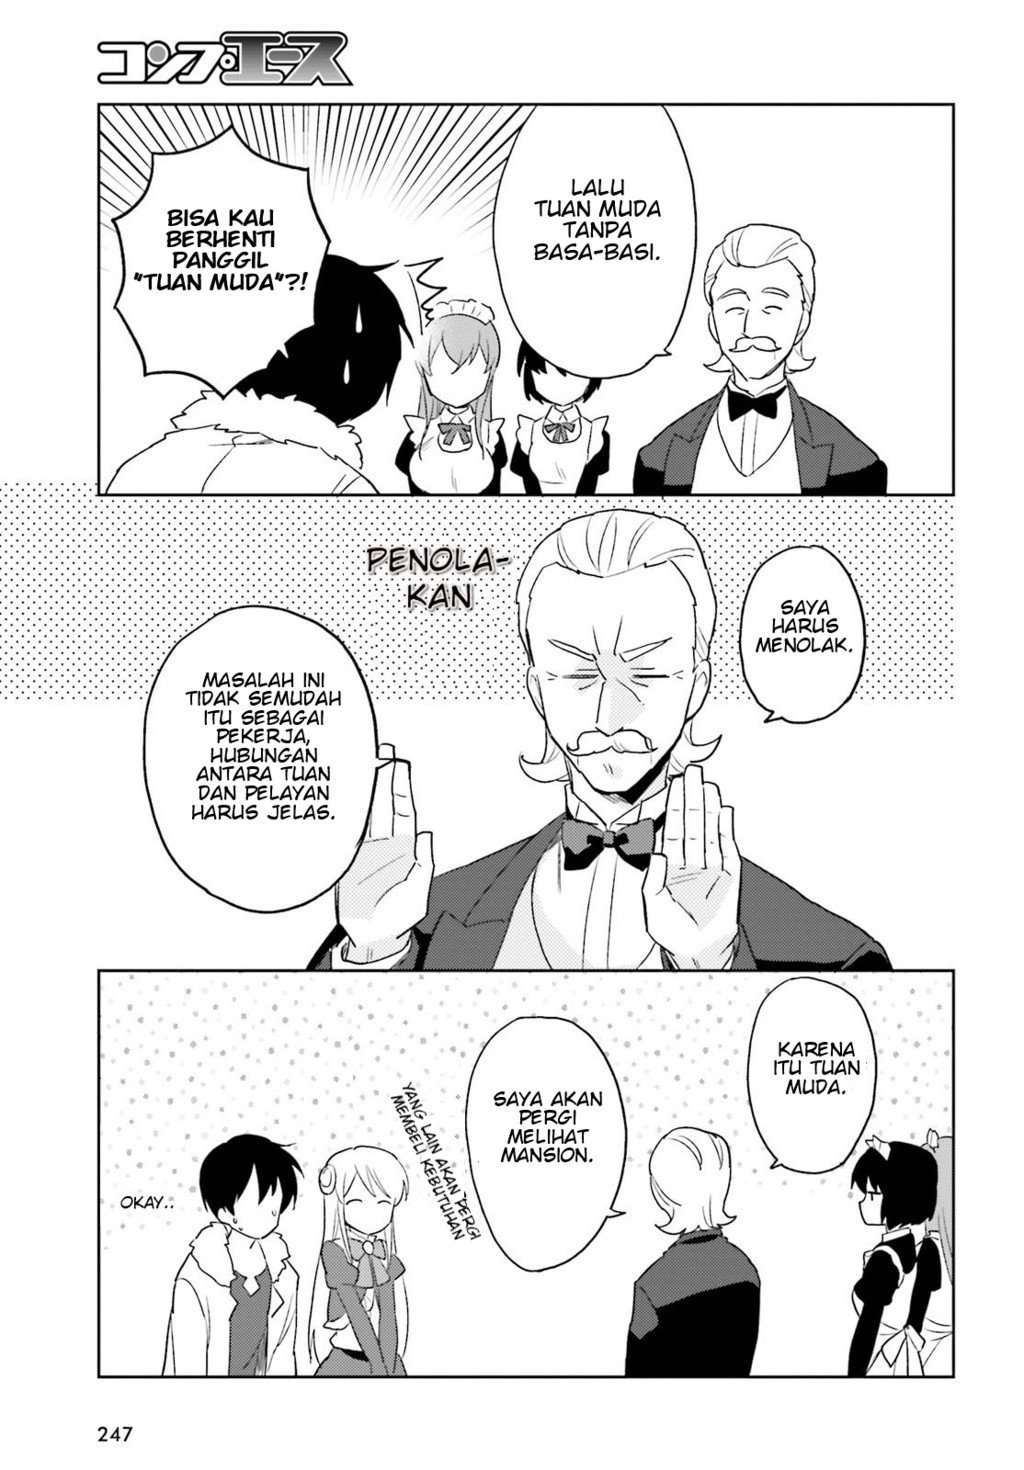 コンプエース
LALU
TUAN MUDA
TANPA
BASA-BASI.
BISA KAU
BERHENTI
PANGGIL
"TUAN MUDA"?!
SAYA
HARUS
MENOLAK.
PENOLA-
KAN
MASALAH INI
TIDAK SEMUDAH
ITU SEBAGAI
PEKERJA,
HUBUNGAN
ANTARA TUAN
DAN PELAYAN
HARUS JELAS.
KARENA
ITU TUAN
MUDA.
SAYA AKAN
PERGI
MELIHAT
MANSION.
YANG LAIN AKAN PERGI
MEMBELI KEBUTUHAN
OKAY..
247